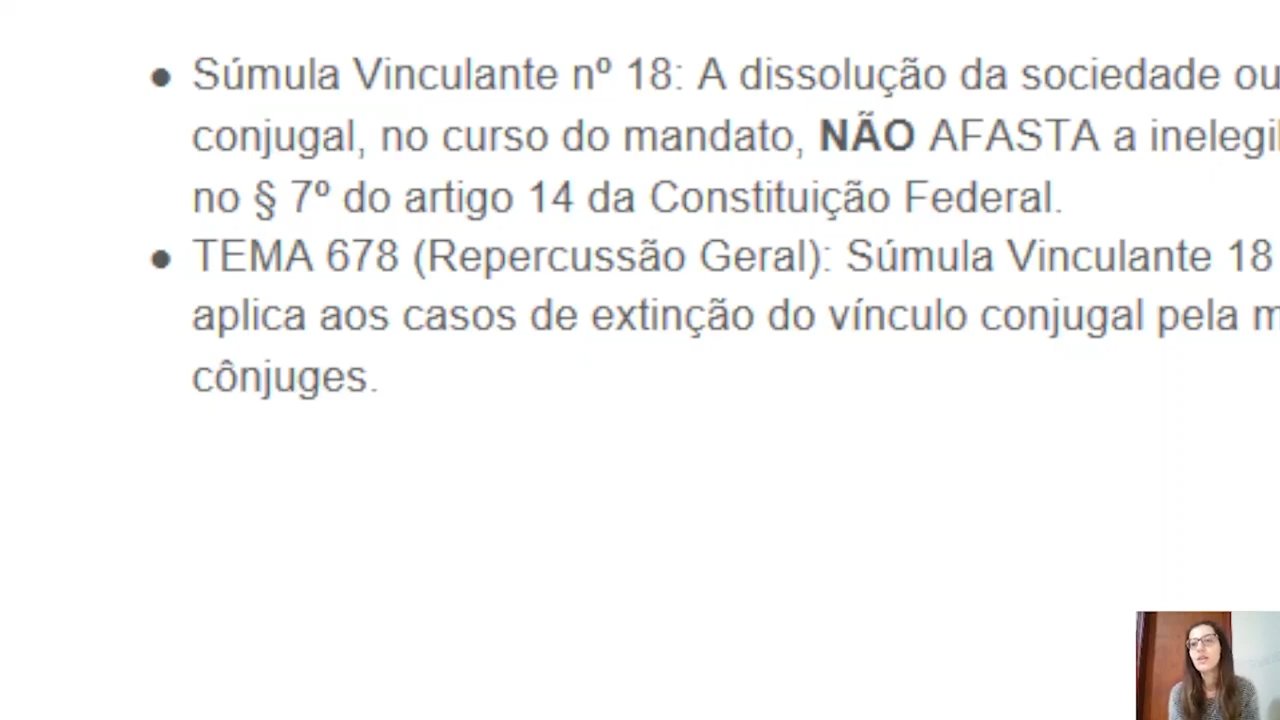 ● Súmula Vinculante nº 18: A dissolução da sociedade ou
conjugal, no curso do mandato, NÃO AFASTA a
no § 7º do artigo 14 da Constituição Federal.
● TEMA 678 (Repercussão Geral): Súmula Vinculante 18
aplica aos casos de extinção do vínculo conjugal pela
cônjuges.